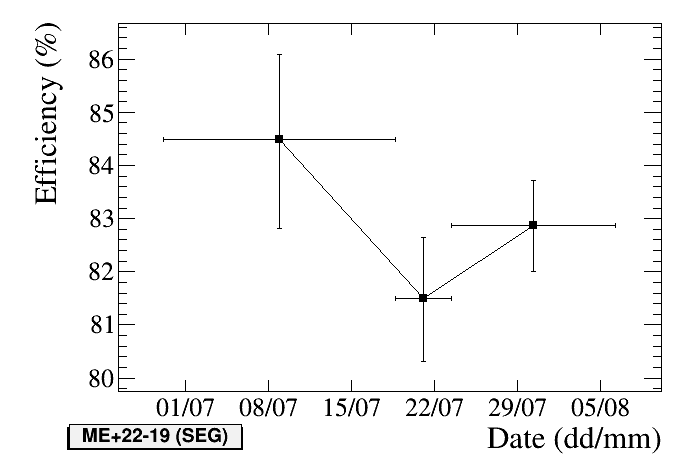 Efficiency (%)
86
85
84
83
82
81
80
01/07 08/07 15/07 22/07 29/07 05/08
ME+22-19 (SEG)
Date (dd/mm)